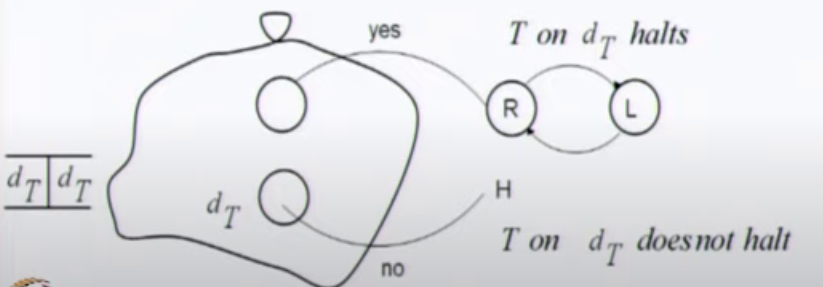 yes
T on d_T halts
R
L
d_T d_T
d_T
H
T on d_T doesnot halt
no